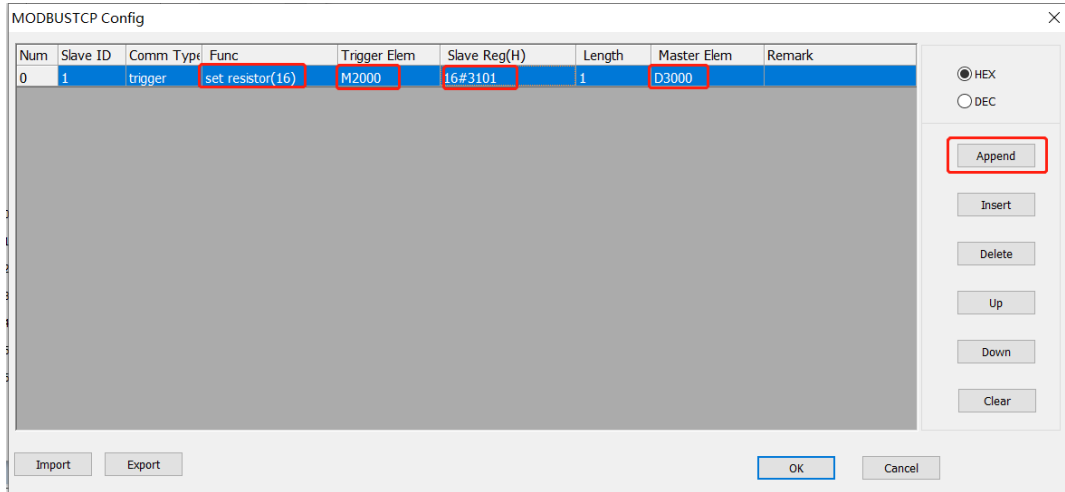 MODBUSTCP Config
Num Slave ID Comm Type Func Trigger Elem Slave Reg(H) Length Master Elem Remark
0 1 trigger set resistor(16) M2000 16#3101 1 D3000
HEX
DEC
Append
Insert
Delete
Up
Down
Clear
Import Export OK Cancel